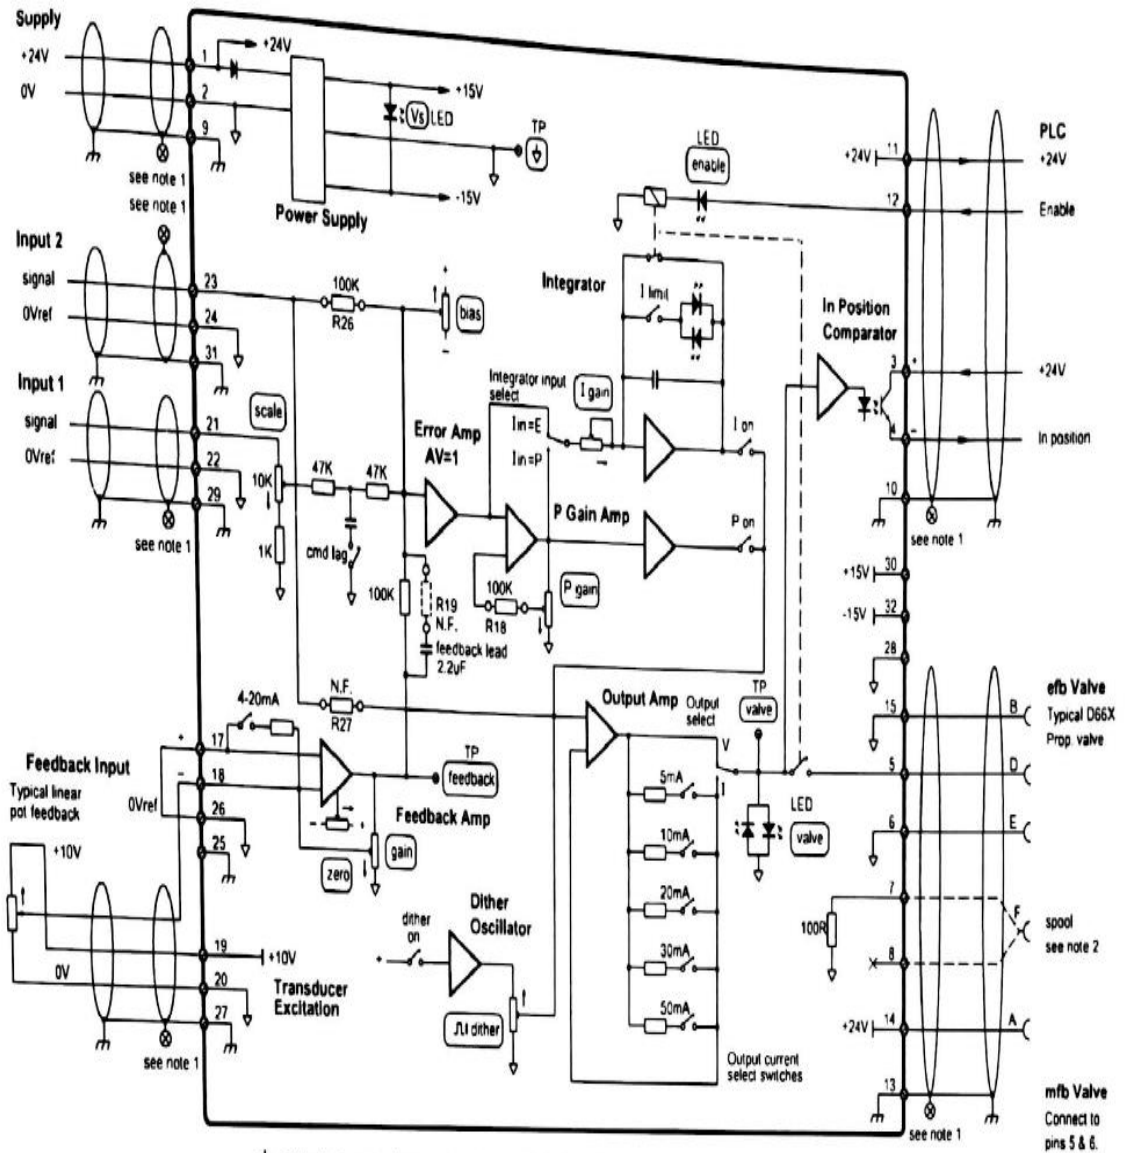 Supply
+24V
0V
1
2
9
+24V
+15V
Vs LED
TP
-15V
Power Supply
see note 1
see note 1
Input 2
signal
0Vref
23
24
31
100K
R26
bias
+
−
Input 1
signal
0Vref
21
22
29
see note 1
scale
10K
1K
47K
47K
cmd lag
Error Amp
AV=1
100K
R19
N.F.
feedback lead
2.2uF
Integrator
I limit
Integrator input
select
I in=E
I in=P
I gain
−
I on
P Gain Amp
P on
100K
R18
P gain
LED
enable
In Position
Comparator
PLC
+24V
11
+24V
12
Enable
3
+
+24V
4
−
In position
10
see note 1
+15V
30
-15V
32
28
N.F.
R27
4-20mA
+
17
−
18
0Vref
26
25
Feedback Input
Typical linear
pot feedback
+10V
0V
TP
feedback
Feedback Amp
−
+
zero
gain
19
+10V
20
27
Transducer
Excitation
see note 1
dither
on
+
Dither
Oscillator
dither
Output Amp
Output
select
V
I
5mA
10mA
20mA
30mA
50mA
Output current
select switches
TP
valve
LED
valve
efb Valve
Typical D66X
Prop. valve
15
B
5
D
6
E
7
100R
8
F
spool
see note 2
+24V
14
A
13
see note 1
mfb Valve
Connect to
pins 5 & 6.